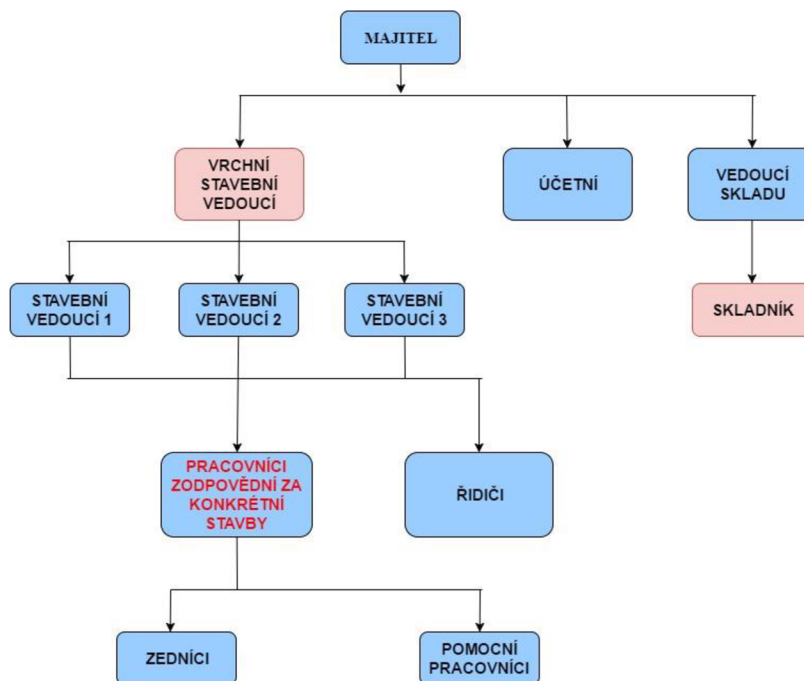 MAJITEL
VRCHNÍ
STAVEBNÍ
VEDOUCÍ
ÚČETNÍ
VEDOUCÍ
SKLADU
STAVEBNÍ
VEDOUCÍ 1
STAVEBNÍ
VEDOUCÍ 2
STAVEBNÍ
VEDOUCÍ 3
SKLADNÍK
PRACOVNÍCI
ZODPOVĚDNÍ ZA
KONKRÉTNÍ
STAVBY
ŘIDIČI
ZEDNÍCI
POMOCNÍ
PRACOVNÍCI